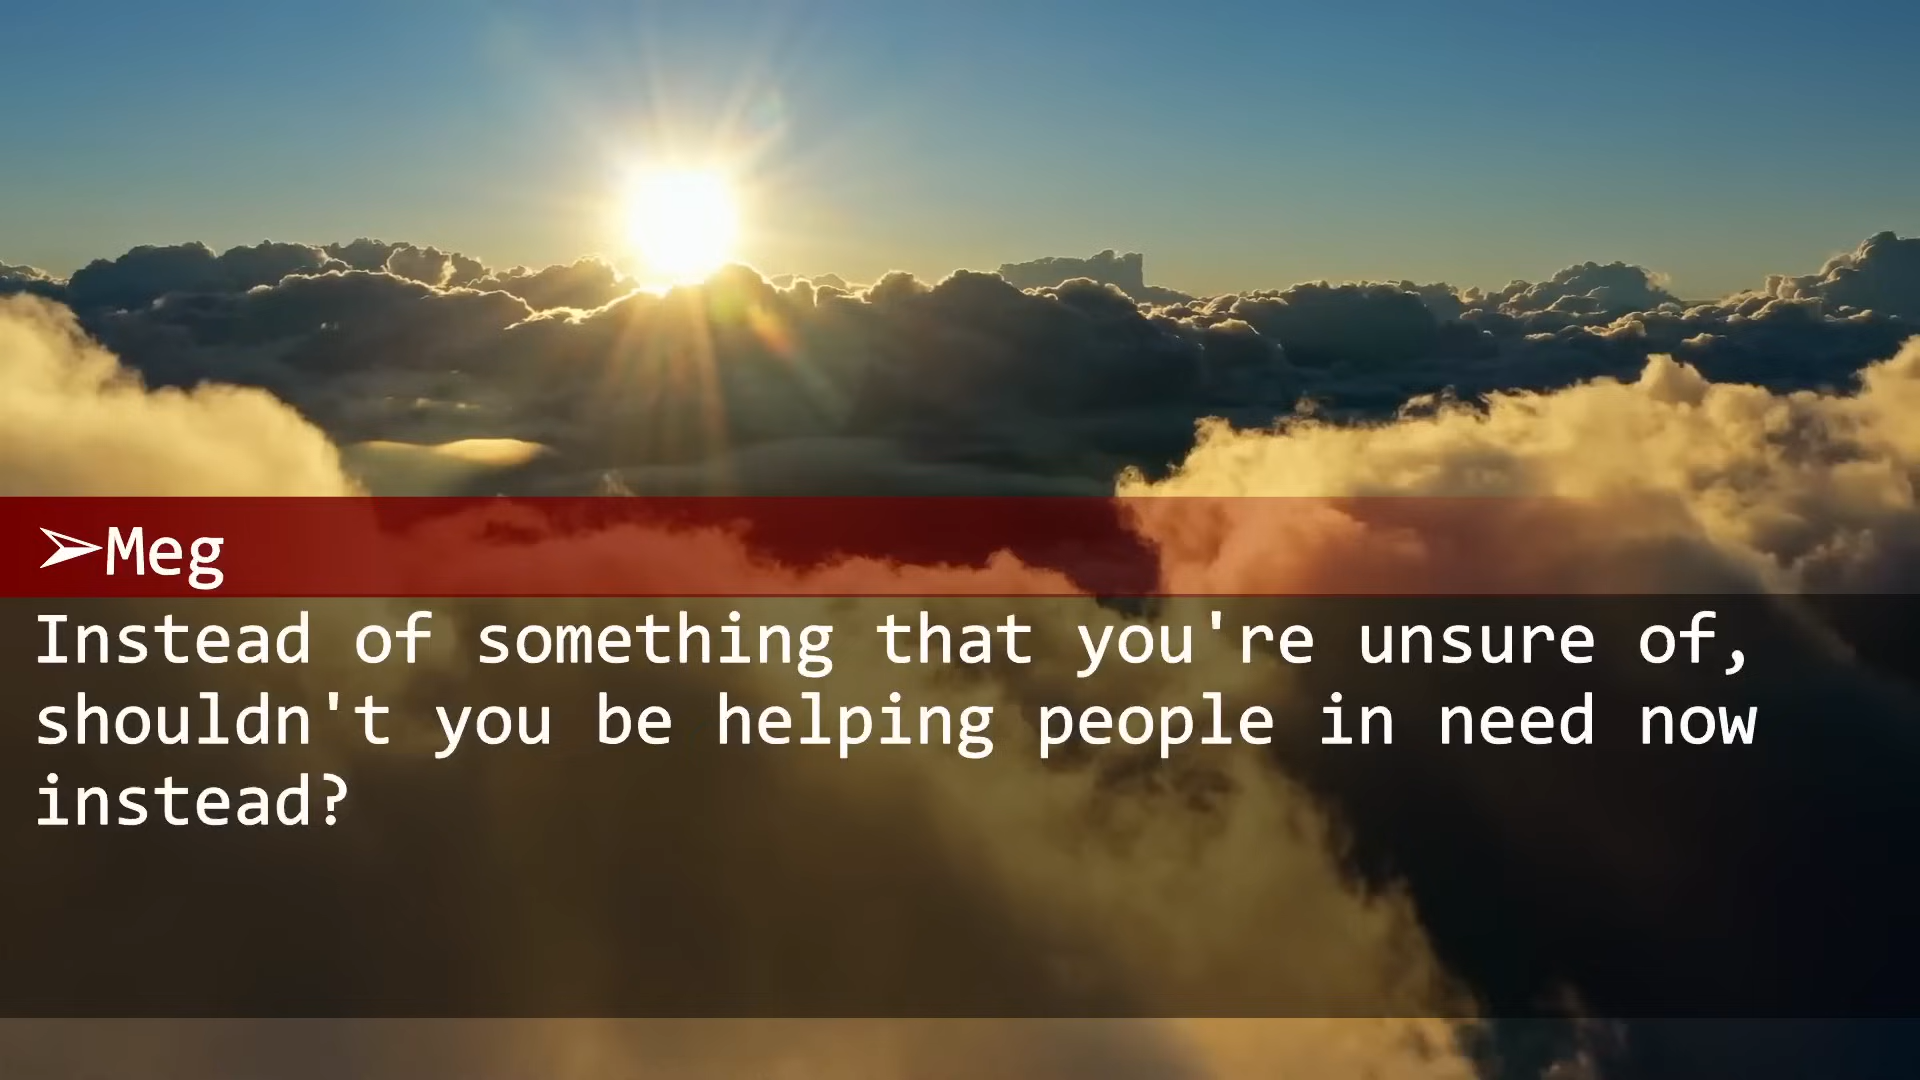 ➢Meg
Instead of something that you're unsure of,
shouldn't you be helping people in need now
instead?